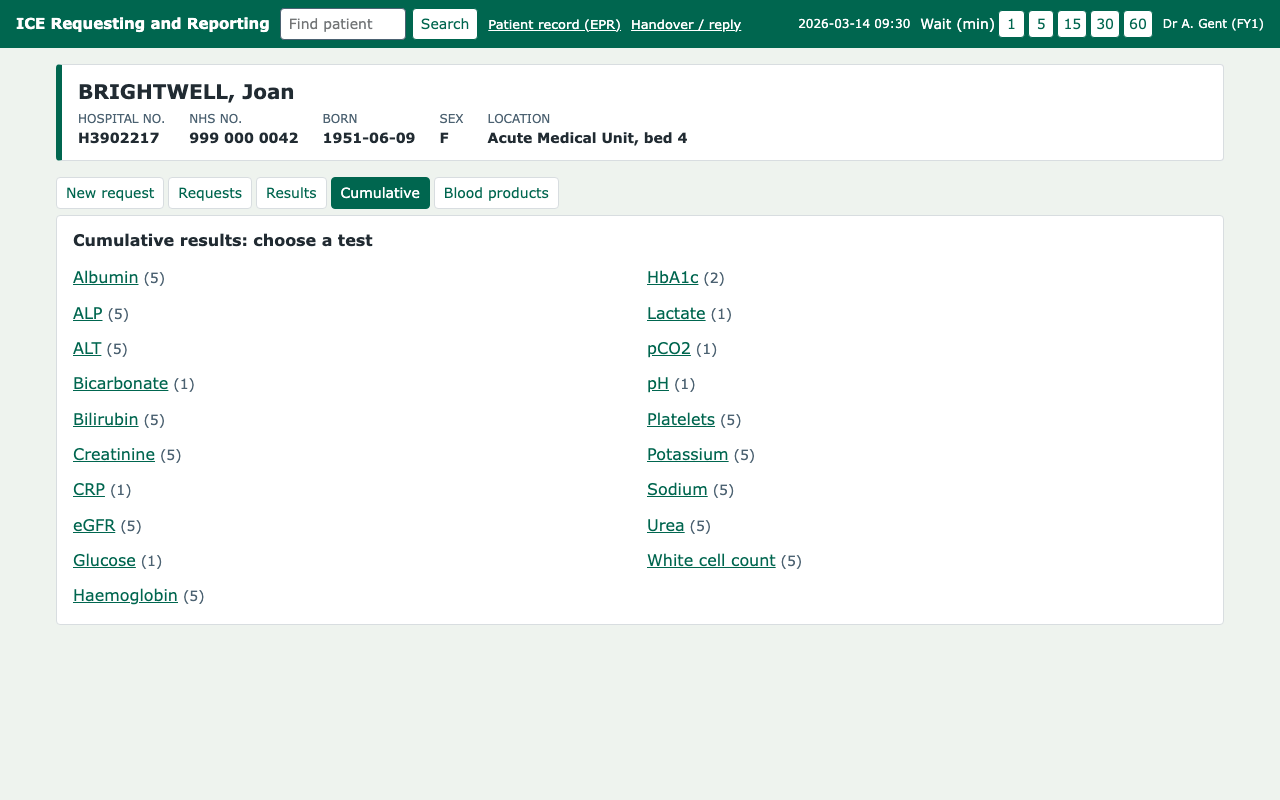 ICE Requesting and Reporting Find patient Search Patient record (EPR) Handover / reply 2026-03-14 09:30 Wait (min) 1 5 15 30 60 Dr A. Gent (FY1)
BRIGHTWELL, Joan
HOSPITAL NO. NHS NO. BORN SEX LOCATION
H3902217 999 000 0042 1951-06-09 F Acute Medical Unit, bed 4
New request Requests Results Cumulative Blood products
Cumulative results: choose a test
Albumin (5)
ALP (5)
ALT (5)
Bicarbonate (1)
Bilirubin (5)
Creatinine (5)
CRP (1)
eGFR (5)
Glucose (1)
Haemoglobin (5)
HbA1c (2)
Lactate (1)
pCO2 (1)
pH (1)
Platelets (5)
Potassium (5)
Sodium (5)
Urea (5)
White cell count (5)